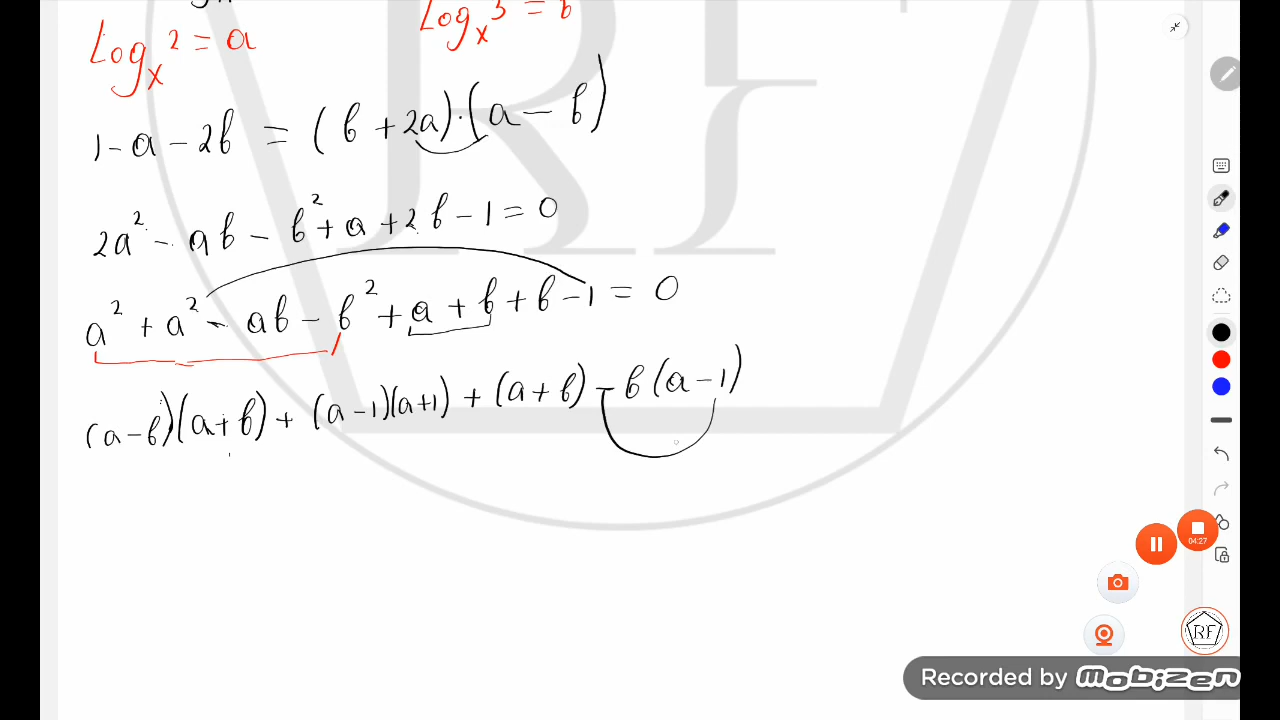 Log_x 2 = a
Log_x 3 = b
1 - a - 2b = (b + 2a)·(a - b)
2a² - ab - b² + a + 2b - 1 = 0
a² + a² - ab - b² + a + b + b - 1 = 0
(a - b)(a + b) + (a - 1)(a + 1) + (a + b) - b(a - 1)
04:27
RF
Recorded by mobizen